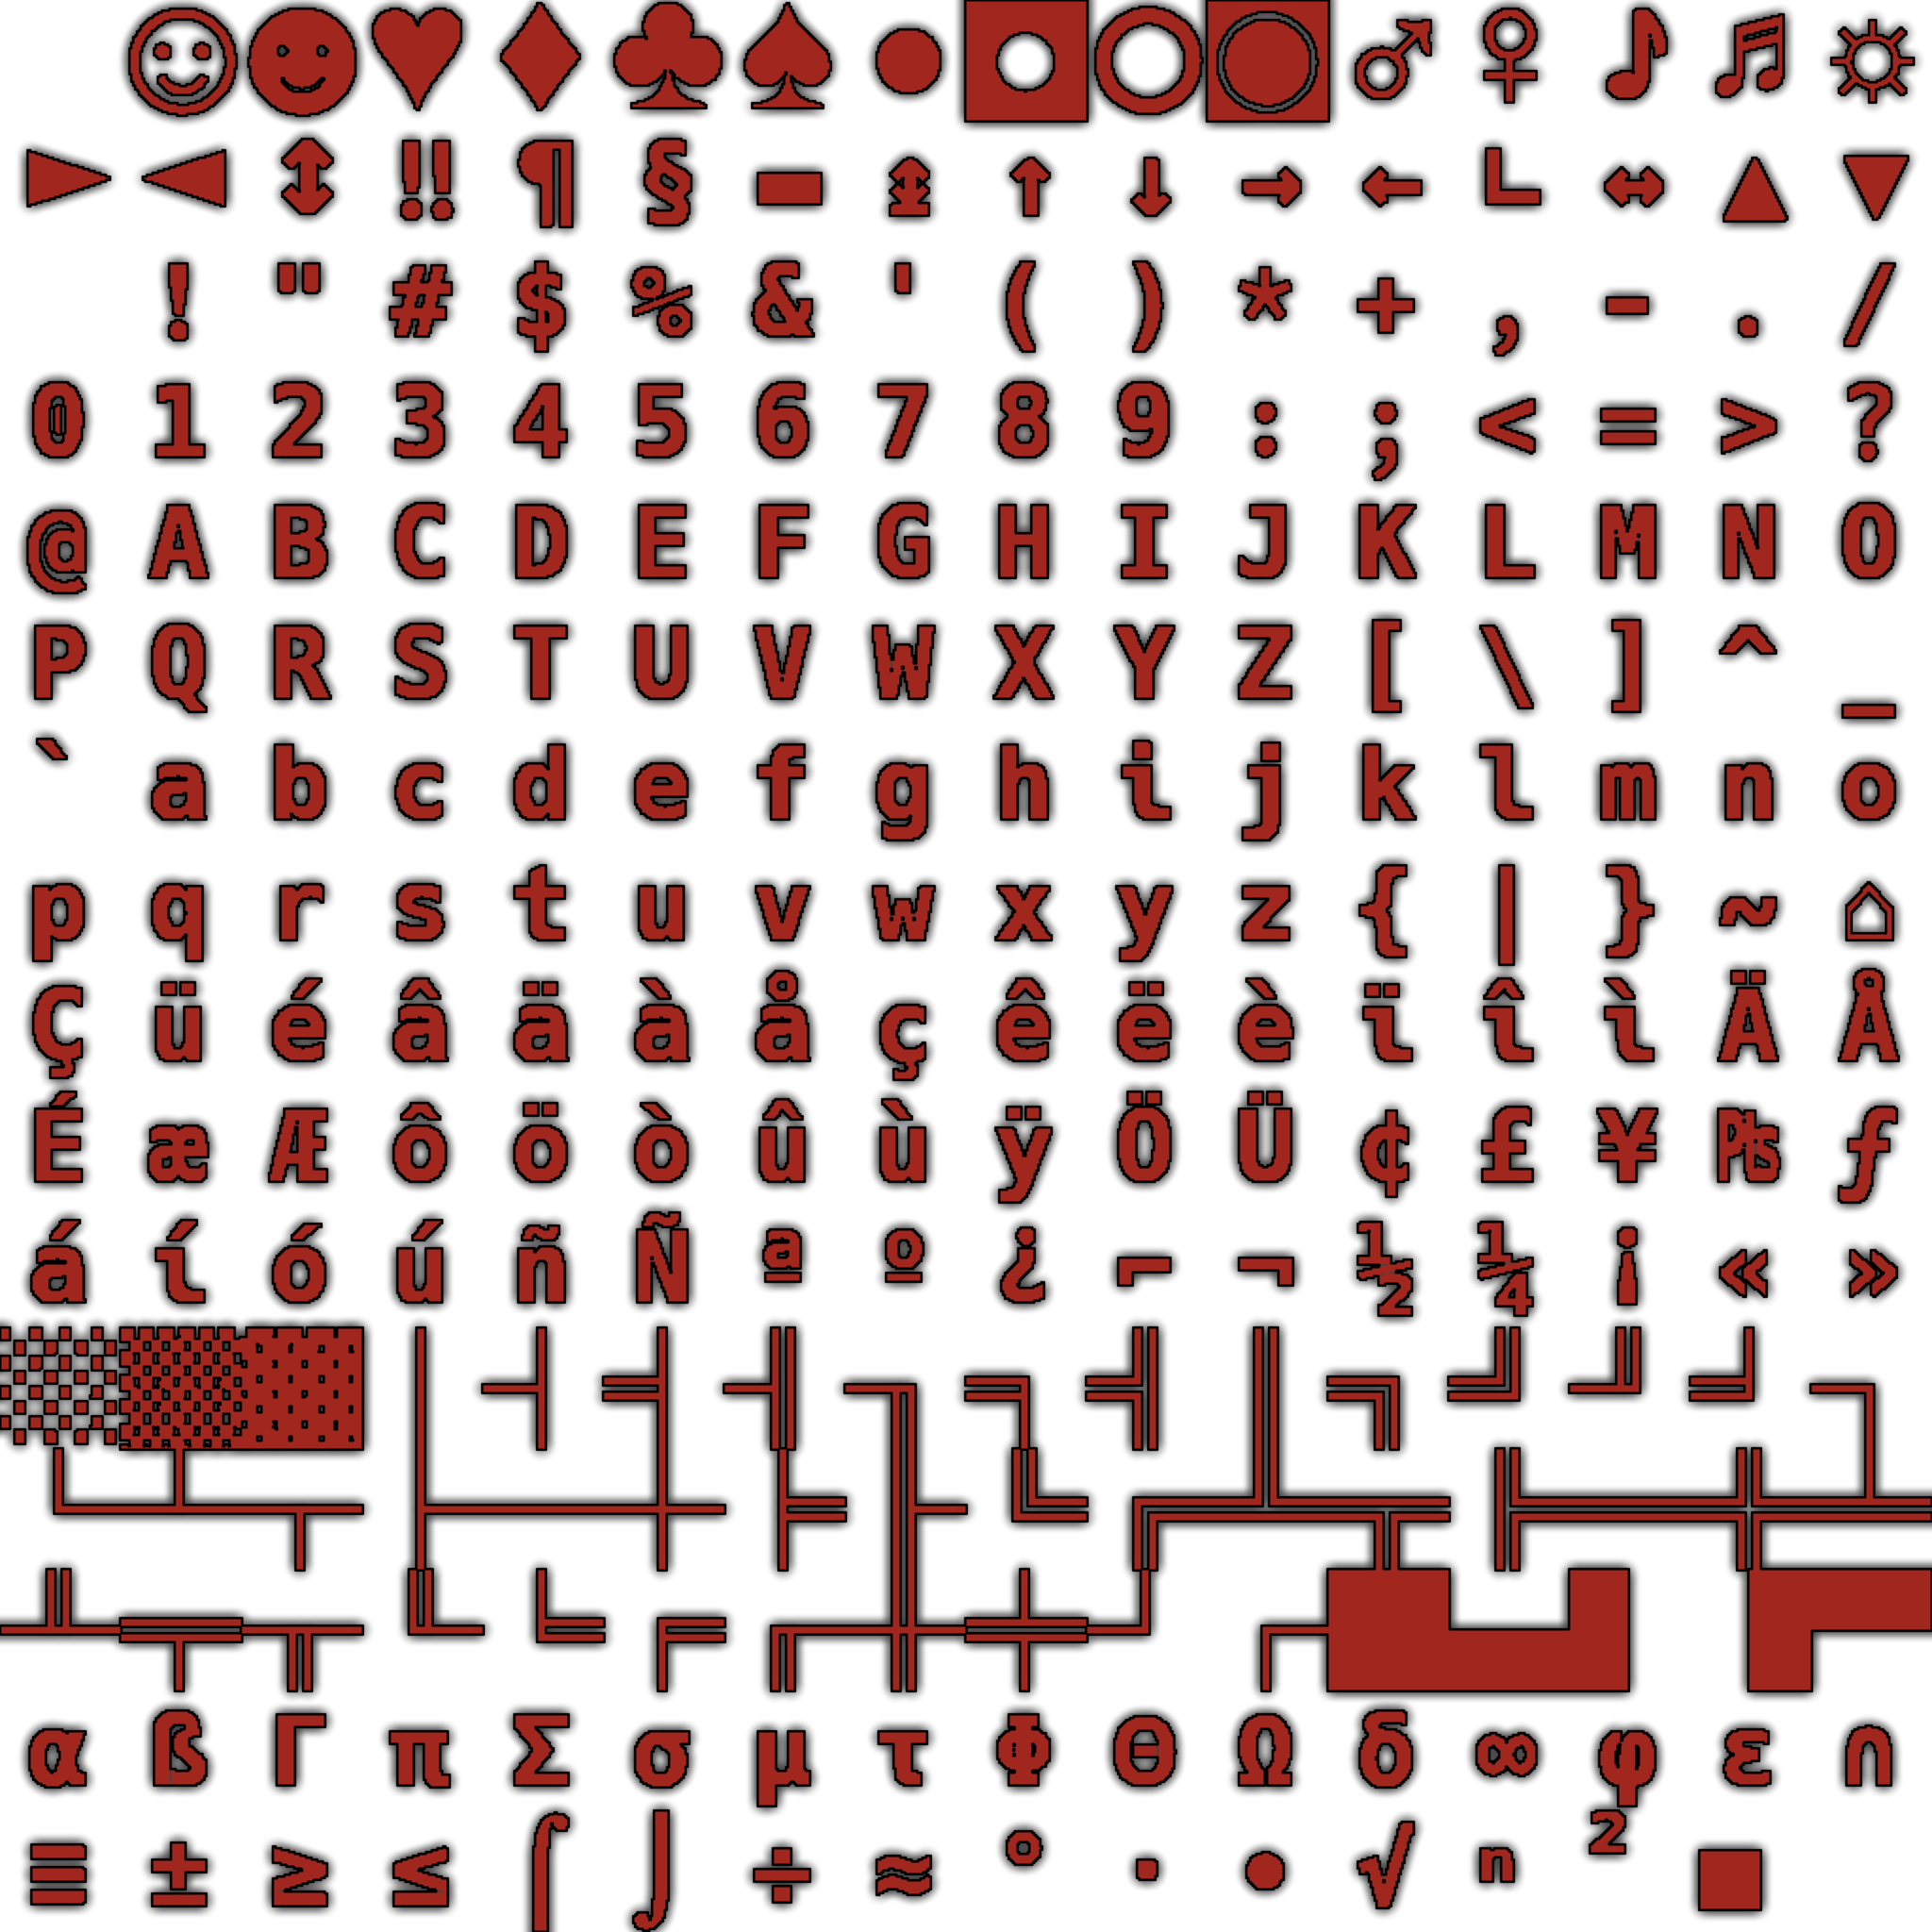 ☺ ☻ ♥ ♦ ♣ ♠ • ◘ ○ ◙ ♂ ♀ ♪ ♫ ☼
► ◄ ↕ ‼ ¶ § ▬ ↨ ↑ ↓ → ← ∟ ↔ ▲ ▼
! " # $ % & ' ( ) * + , - . /
0 1 2 3 4 5 6 7 8 9 : ; < = > ?
@ A B C D E F G H I J K L M N O
P Q R S T U V W X Y Z [ \ ] ^ _
` a b c d e f g h i j k l m n o
p q r s t u v w x y z { | } ~ ⌂
Ç ü é â ä à å ç ê ë è ï î ì Ä Å
É æ Æ ô ö ò û ù ÿ Ö Ü ¢ £ ¥ ₧ ƒ
á í ó ú ñ Ñ ª º ¿ ⌐ ¬ ½ ¼ ¡ « »
░ ▒ ▓ │ ┤ ╡ ╢ ╖ ╕ ╣ ║ ╗ ╝ ╜ ╛ ┐
└ ┴ ┬ ├ ─ ┼ ╞ ╟ ╚ ╔ ╩ ╦ ╠ ═ ╬ ╧
╨ ╤ ╥ ╙ ╘ ╒ ╓ ╫ ╪ ┘ ┌ █ ▄ ▌ ▐ ▀
α ß Γ π Σ σ µ τ Φ Θ Ω δ ∞ φ ε ∩
≡ ± ≥ ≤ ⌠ ⌡ ÷ ≈ ° ∙ · √ ⁿ ² ■